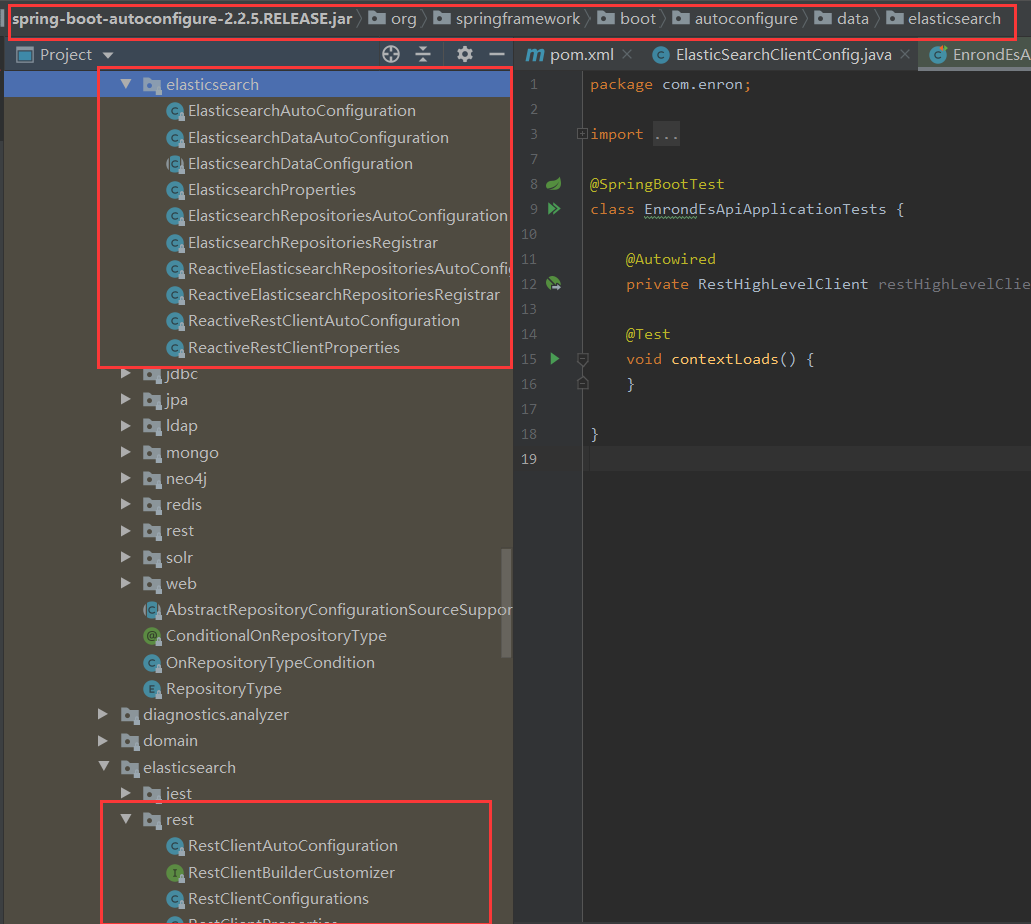 spring-boot-autoconfigure-2.2.5.RELEASE.jar org springframework boot autoconfigure data elasticsearch
Project
elasticsearch
ElasticsearchAutoConfiguration
ElasticsearchDataAutoConfiguration
ElasticsearchDataConfiguration
ElasticsearchProperties
ElasticsearchRepositoriesAutoConfiguration
ElasticsearchRepositoriesRegistrar
ReactiveElasticsearchRepositoriesAutoConfi
ReactiveElasticsearchRepositoriesRegistrar
ReactiveRestClientAutoConfiguration
ReactiveRestClientProperties
jdbc
jpa
ldap
mongo
neo4j
redis
rest
solr
web
AbstractRepositoryConfigurationSourceSuppor
ConditionalOnRepositoryType
OnRepositoryTypeCondition
RepositoryType
diagnostics.analyzer
domain
elasticsearch
jest
rest
RestClientAutoConfiguration
RestClientBuilderCustomizer
RestClientConfigurations
RestClientProperties
pom.xml ElasticSearchClientConfig.java EnrondEsA
1 package com.enron;
2
3 import ...
7
8 @SpringBootTest
9 class EnrondEsApiApplicationTests {
10
11 @Autowired
12 private RestHighLevelClient restHighLevelClie
13
14 @Test
15 void contextLoads() {
16 }
17
18 }
19